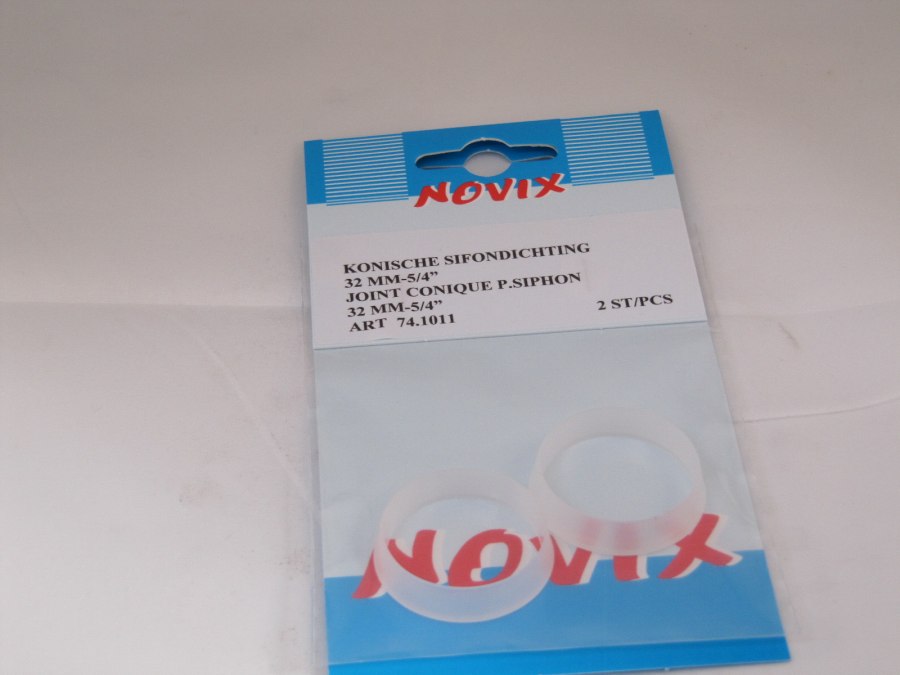 NOVIX
KONISCHE SIFONDICHTING
32 MM-5/4”
JOINT CONIQUE P.SIPHON
32 MM-5/4”
ART 74.1011 2 ST/PCS
NOVIX